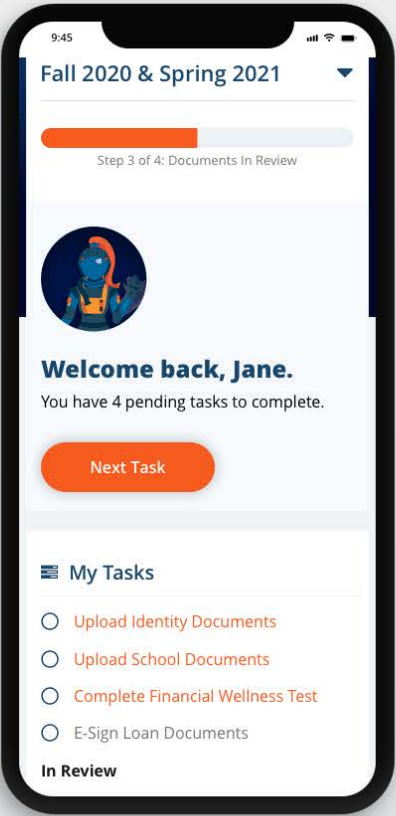 9:45
Fall 2020 & Spring 2021
Step 3 of 4: Documents In Review
Welcome back, Jane.
You have 4 pending tasks to complete.
Next Task
My Tasks
Upload Identity Documents
Upload School Documents
Complete Financial Wellness Test
E-Sign Loan Documents
In Review